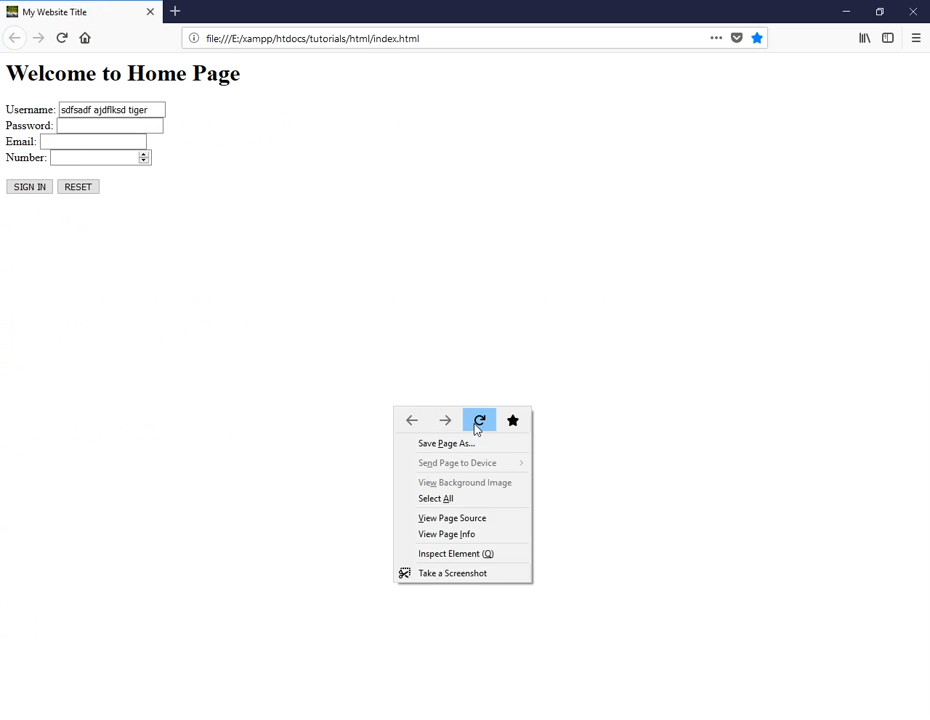 My Website Title
file:///E:/xampp/htdocs/tutorials/html/index.html
Welcome to Home Page
Username: sdfsadf ajdflksd tiger
Password:
Email:
Number:
SIGN IN RESET
Save Page As...
Send Page to Device
View Background Image
Select All
View Page Source
View Page Info
Inspect Element (Q)
Take a Screenshot